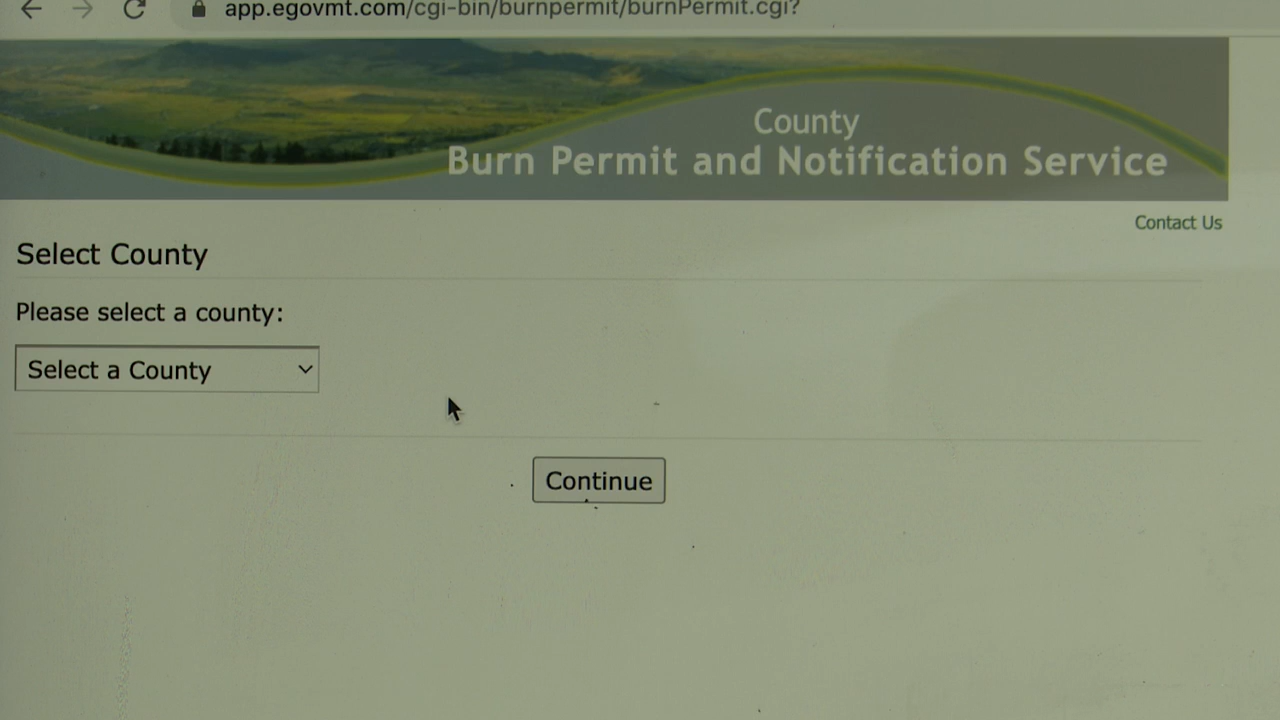 app.egovmt.com/cgi-bin/burnpermit/burnPermit.cgi?
County
Burn Permit and Notification Service
Contact Us
Select County
Please select a county:
Select a County
Continue